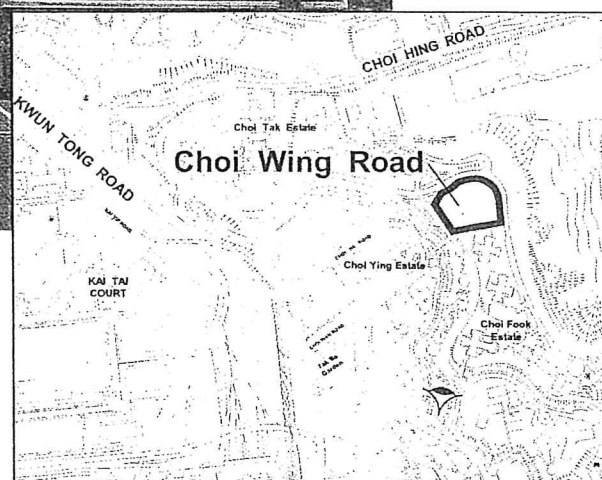 CHOI HING ROAD
KWUN TONG ROAD
Choi Tak Estate
Choi Wing Road
Choi Ying Estate
KAI TAI
COURT
Choi Fook
Estate
Garden